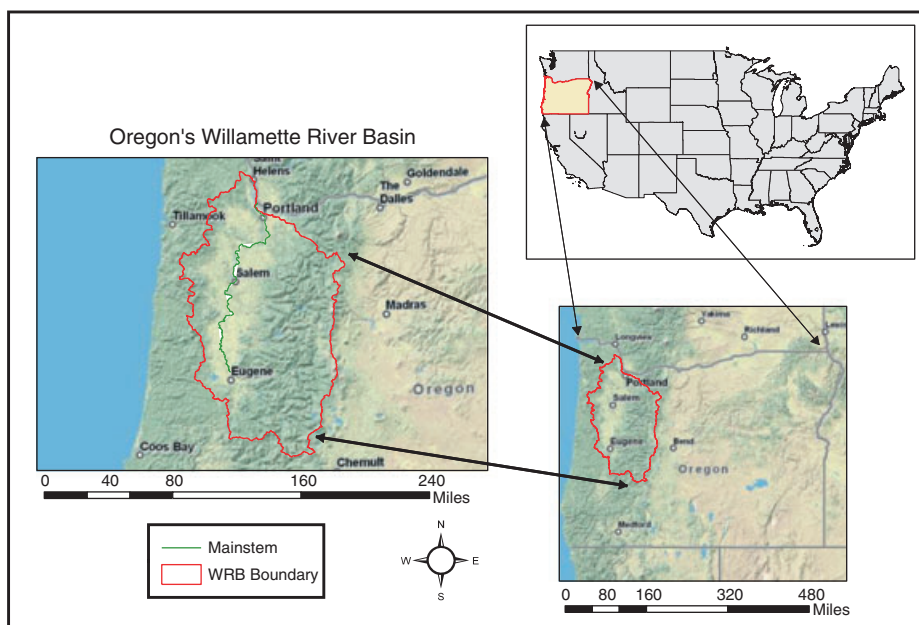 Oregon's Willamette River Basin
Saint
Helens
Goldendale
The
Dalles
Portland
Tillamook
Salem
Madras
Eugene
Oregon
Coos Bay
Chemult
0 40 80 160 240
Miles
Mainstem
WRB Boundary
N
W E
S
Yakima
Longview
Richland
Portland
Salem
Eugene
Bend
Oregon
Medford
0 80 160 320 480
Miles